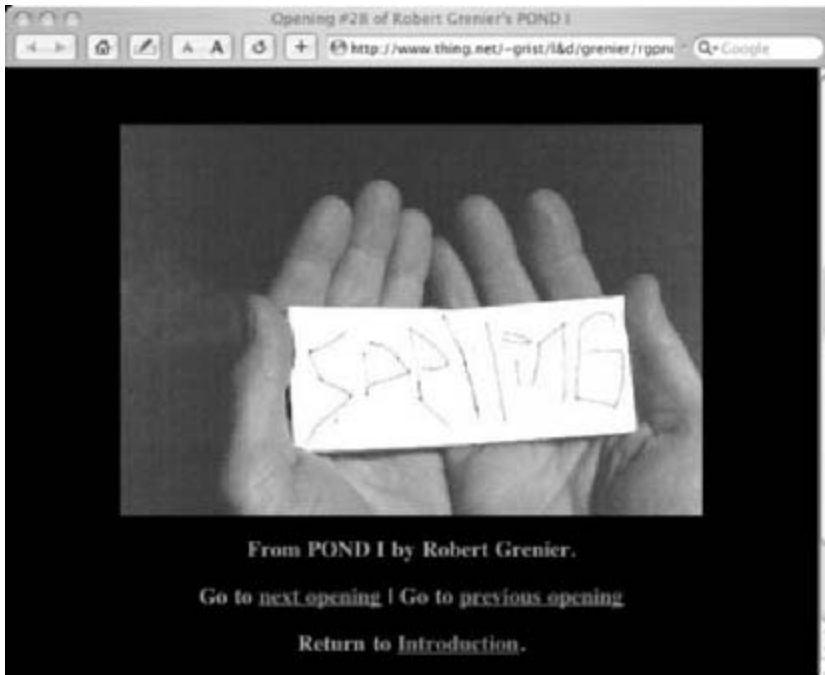 Opening #28 of Robert Grenier's POND I
A A + http://www.thing.net/~grist/l&d/grenier/rgpn Google
From POND I by Robert Grenier.
Go to next opening | Go to previous opening
Return to Introduction.